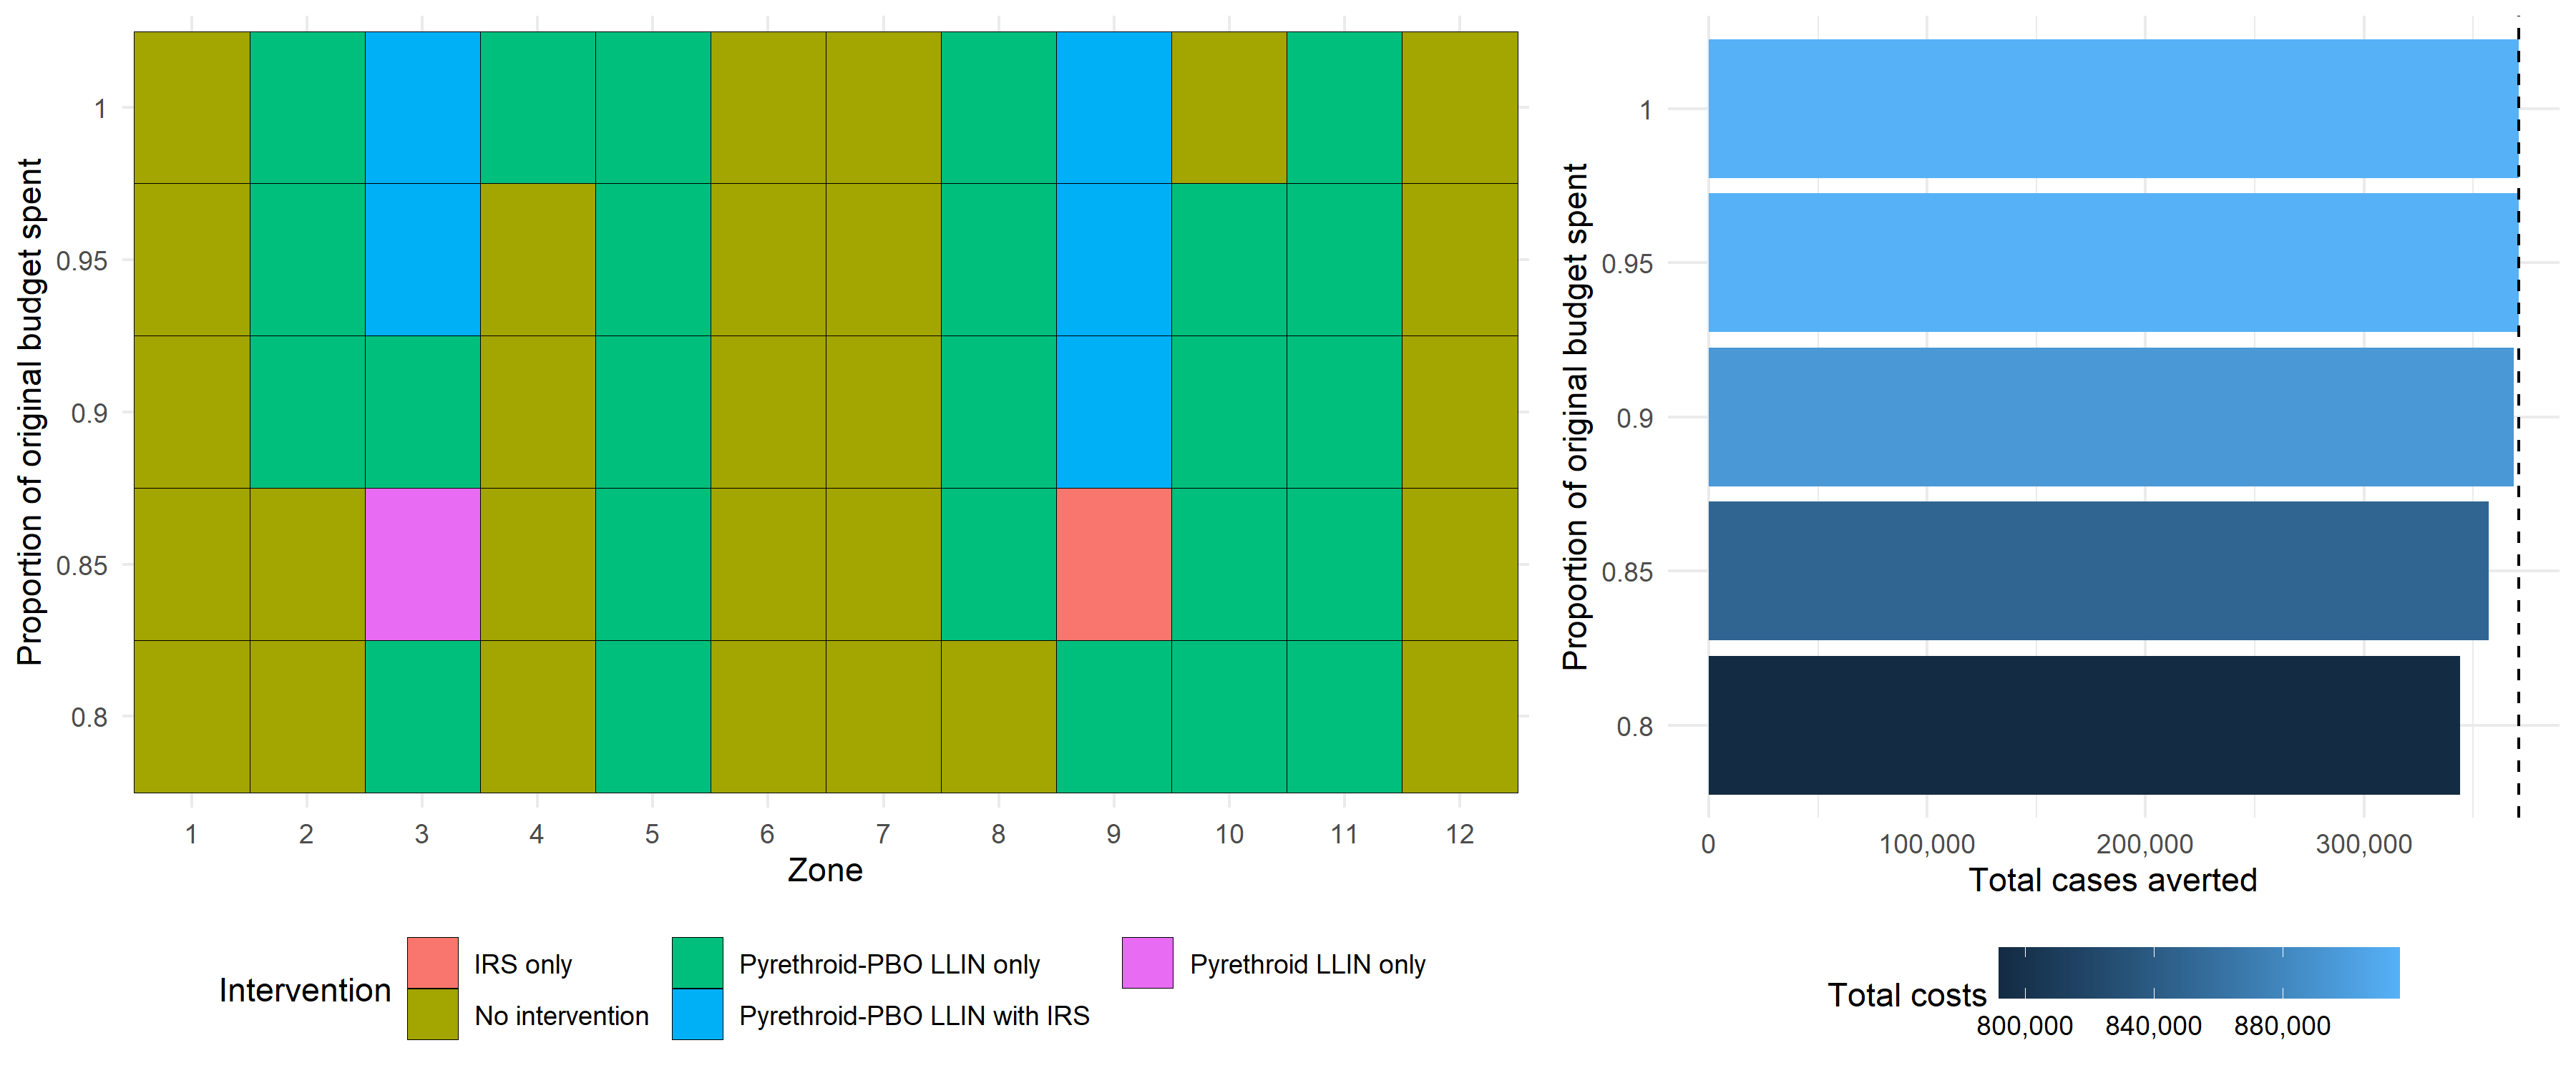 Proportion of original budget spent
1
0.95
0.9
0.85
0.8
1 2 3 4 5 6 7 8 9 10 11 12
Zone
Intervention
IRS only
No intervention
Pyrethroid-PBO LLIN only
Pyrethroid-PBO LLIN with IRS
Pyrethroid LLIN only
Proportion of original budget spent
1
0.95
0.9
0.85
0.8
0 100,000 200,000 300,000
Total cases averted
Total costs
800,000 840,000 880,000